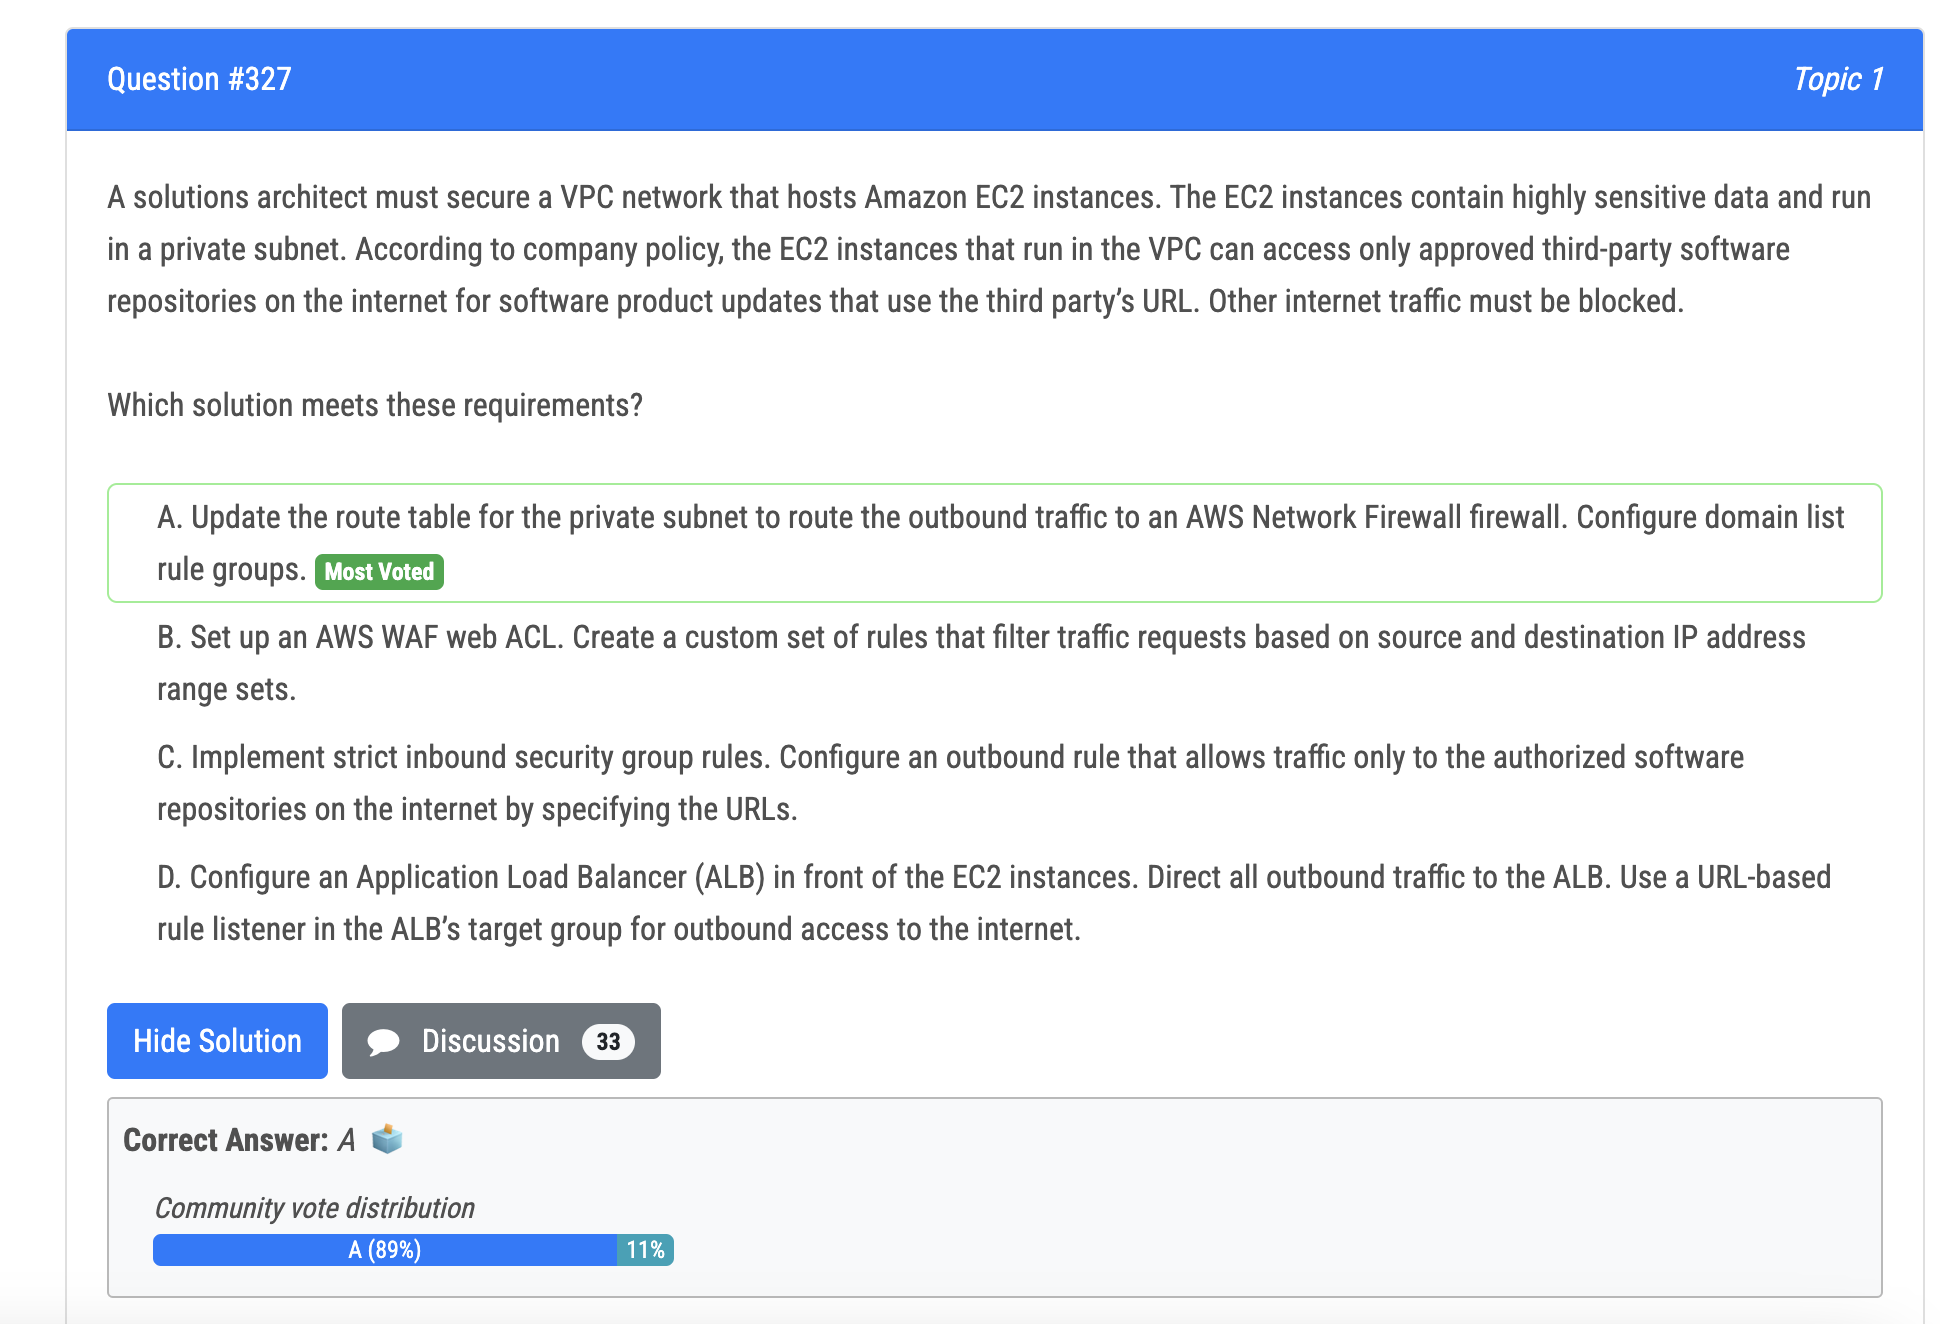 Question #327
Topic 1
A solutions architect must secure a VPC network that hosts Amazon EC2 instances. The EC2 instances contain highly sensitive data and run
in a private subnet. According to company policy, the EC2 instances that run in the VPC can access only approved third-party software
repositories on the internet for software product updates that use the third party’s URL. Other internet traffic must be blocked.
Which solution meets these requirements?
A. Update the route table for the private subnet to route the outbound traffic to an AWS Network Firewall firewall. Configure domain list
rule groups. Most Voted
B. Set up an AWS WAF web ACL. Create a custom set of rules that filter traffic requests based on source and destination IP address
range sets.
C. Implement strict inbound security group rules. Configure an outbound rule that allows traffic only to the authorized software
repositories on the internet by specifying the URLs.
D. Configure an Application Load Balancer (ALB) in front of the EC2 instances. Direct all outbound traffic to the ALB. Use a URL-based
rule listener in the ALB’s target group for outbound access to the internet.
Hide Solution
Discussion 33
Correct Answer: A
Community vote distribution
A (89%)
11%